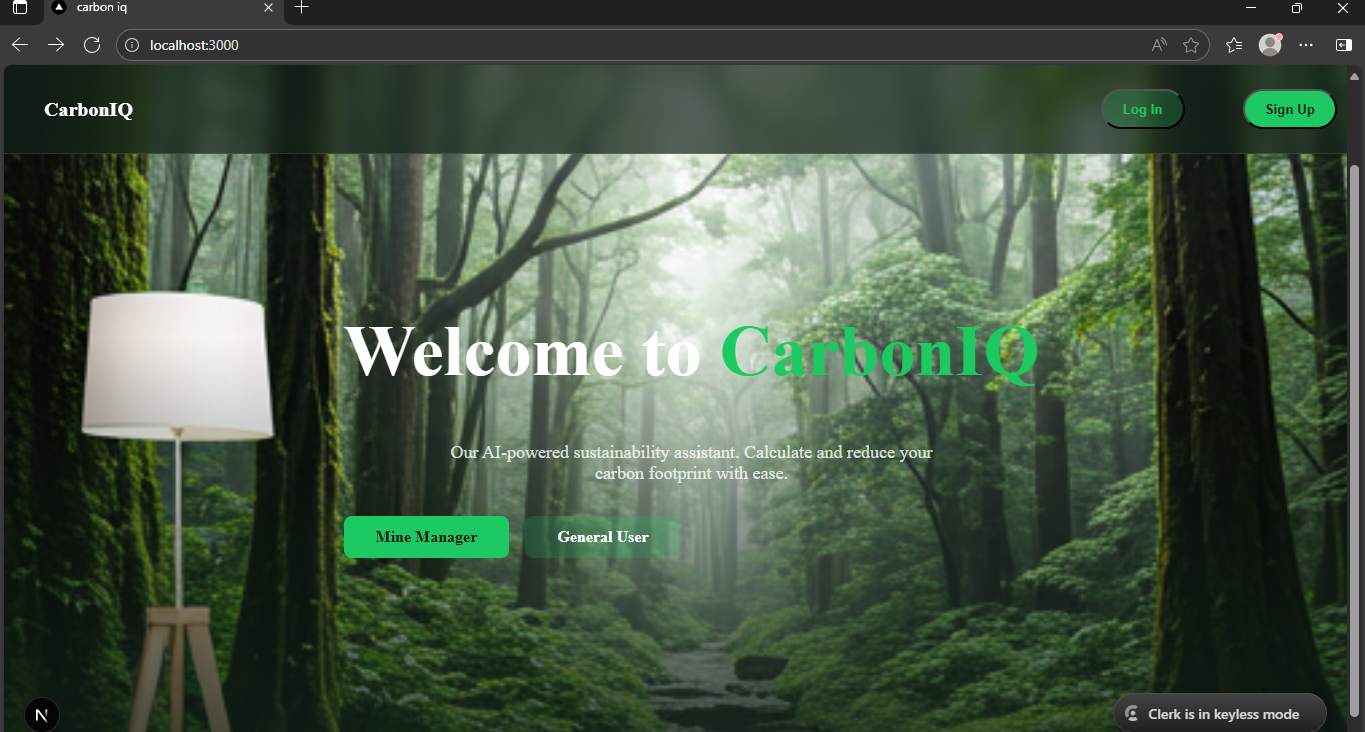 carbon iq
localhost:3000
CarbonIQ
Log In
Sign Up
Welcome to CarbonIQ
Our AI-powered sustainability assistant. Calculate and reduce your
carbon footprint with ease.
Mine Manager
General User
N
Clerk is in keyless mode